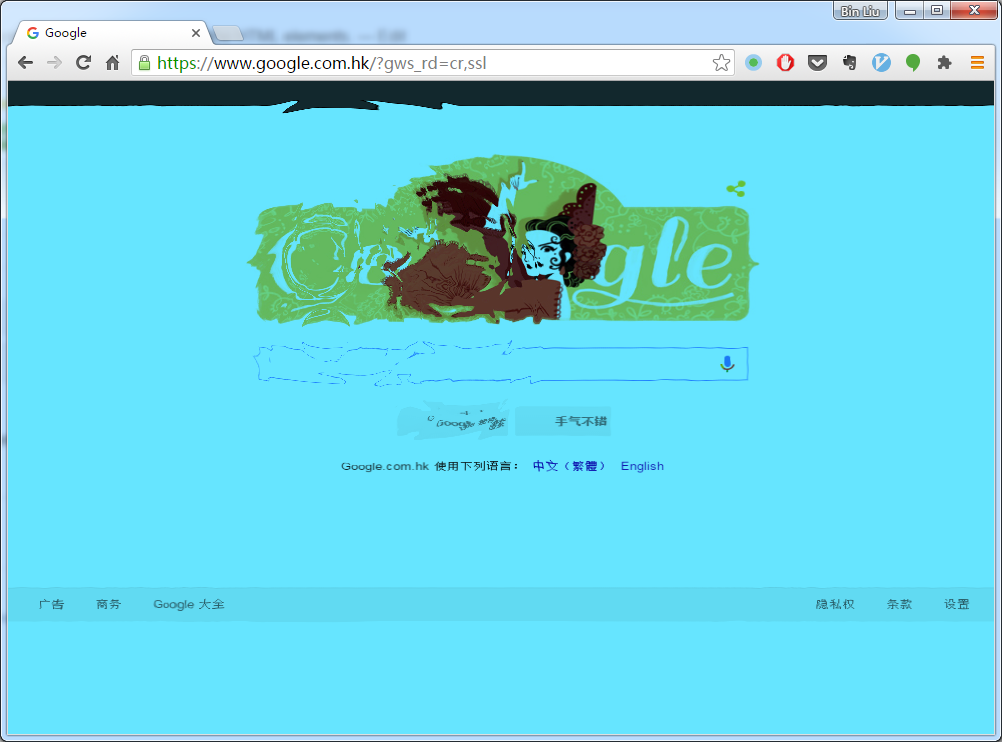 Bin Liu
Google
https://www.google.com.hk/?gws_rd=cr,ssl
gle
Google
手气不错
Google.com.hk 使用下列语言： 中文（繁體） English
广告 商务 Google 大全 隐私权 条款 设置